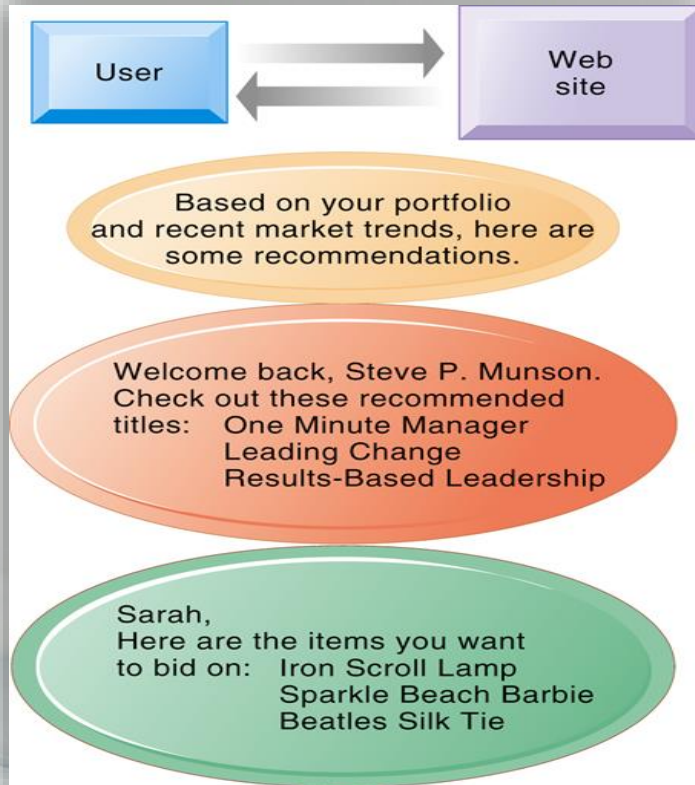 User
Web
site
Based on your portfolio
and recent market trends, here are
some recommendations.
Welcome back, Steve P. Munson.
Check out these recommended
titles: One Minute Manager
Leading Change
Results-Based Leadership
Sarah,
Here are the items you want
to bid on: Iron Scroll Lamp
Sparkle Beach Barbie
Beatles Silk Tie